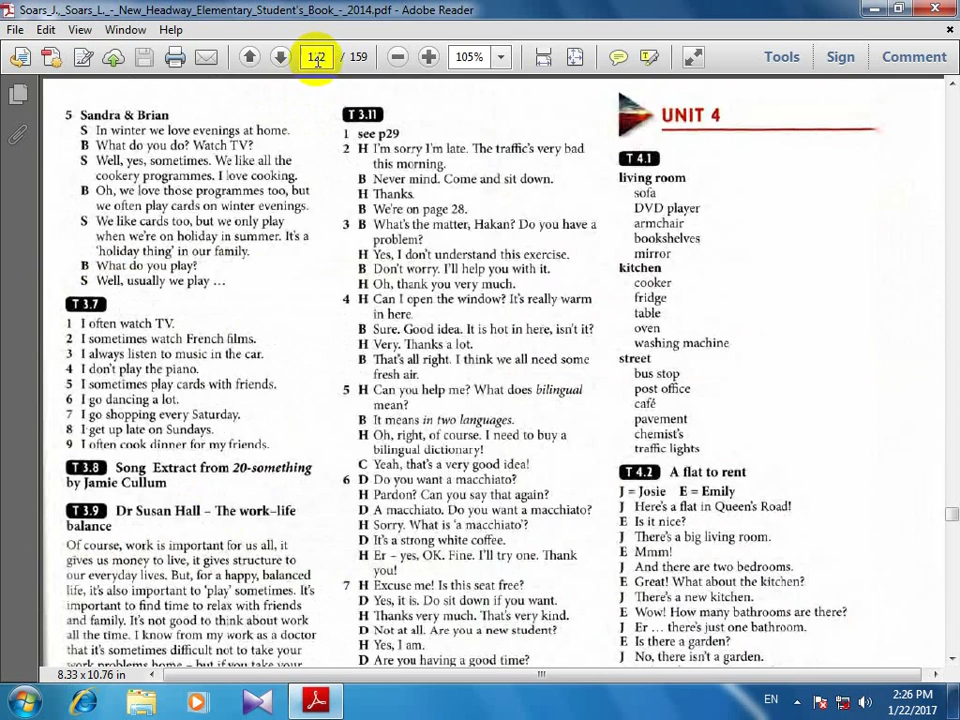 Soars_J.,_Soars_L._-_New_Headway_Elementary_Student's_Book_-_2014.pdf - Adobe Reader
File Edit View Window Help
/ 159
105%
Tools Sign Comment
5 Sandra & Brian
S In winter we love evenings at home.
B What do you do? Watch TV?
S Well, yes, sometimes. We like all the
cookery programmes. I love cooking.
B Oh, we love those programmes too, but
we often play cards on winter evenings.
S We like cards too, but we only play
when we're on holiday in summer. It's a
'holiday thing' in our family.
B What do you play?
S Well, usually we play …
T 3.7
1 I often watch TV.
2 I sometimes watch French films.
3 I always listen to music in the car.
4 I don't play the piano.
5 I sometimes play cards with friends.
6 I go dancing a lot.
7 I go shopping every Saturday.
8 I get up late on Sundays.
9 I often cook dinner for my friends.
T 3.8 Song Extract from 20-something
by Jamie Cullum
T 3.9 Dr Susan Hall – The work–life
balance
Of course, work is important for us all, it
gives us money to live, it gives structure to
our everyday lives. But, for a happy, balanced
life, it's also important to 'play' sometimes. It's
important to find time to relax with friends
and family. It's not good to think about work
all the time. I know from my work as a doctor
that it's sometimes difficult not to take your
work problems home – but if you take your
T 3.11
1 see p29
2 H I'm sorry I'm late. The traffic's very bad
this morning.
B Never mind. Come and sit down.
H Thanks.
B We're on page 28.
3 B What's the matter, Hakan? Do you have a
problem?
H Yes, I don't understand this exercise.
B Don't worry. I'll help you with it.
H Oh, thank you very much.
4 H Can I open the window? It's really warm
in here.
B Sure. Good idea. It is hot in here, isn't it?
H Very. Thanks a lot.
B That's all right. I think we all need some
fresh air.
5 H Can you help me? What does bilingual
mean?
B It means in two languages.
H Oh, right, of course. I need to buy a
bilingual dictionary!
C Yeah, that's a very good idea!
6 D Do you want a macchiato?
H Pardon? Can you say that again?
D A macchiato. Do you want a macchiato?
H Sorry. What is 'a macchiato'?
D It's a strong white coffee.
H Er – yes, OK. Fine. I'll try one. Thank
you!
7 H Excuse me! Is this seat free?
D Yes, it is. Do sit down if you want.
H Thanks very much. That's very kind.
D Not at all. Are you a new student?
H Yes, I am.
D Are you having a good time?
UNIT 4
T 4.1
living room
sofa
DVD player
armchair
bookshelves
mirror
kitchen
cooker
fridge
table
oven
washing machine
street
bus stop
post office
café
pavement
chemist's
traffic lights
T 4.2 A flat to rent
J = Josie E = Emily
J Here's a flat in Queen's Road!
E Is it nice?
J There's a big living room.
E Mmm!
J And there are two bedrooms.
E Great! What about the kitchen?
J There's a new kitchen.
E Wow! How many bathrooms are there?
J Er … there's just one bathroom.
E Is there a garden?
J No, there isn't a garden.
8.33 x 10.76 in
EN
2:26 PM
1/22/2017